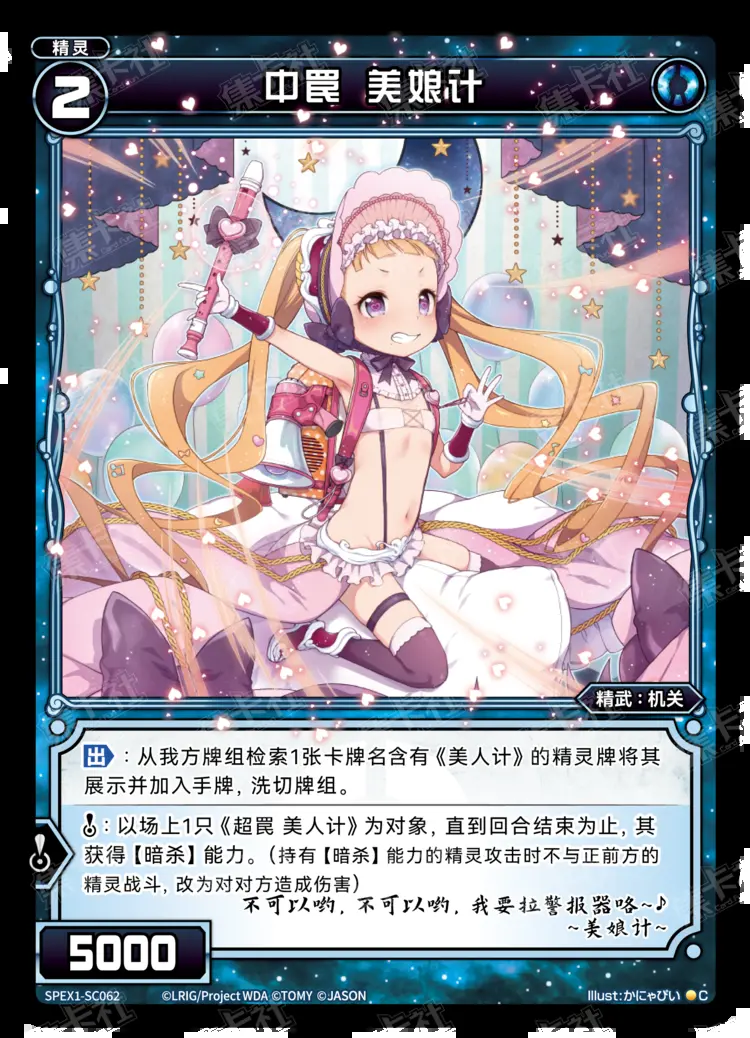 精灵
2
中罠 美娘计
精武：机关
出：从我方牌组检索1张卡牌名含有《美人计》的精灵牌将其
展示并加入手牌，洗切牌组。
：以场上1只《超罠 美人计》为对象，直到回合结束为止，其
获得【暗杀】能力。（持有【暗杀】能力的精灵攻击时不与正前方的
精灵战斗，改为对对方造成伤害）
不可以哟，不可以哟，我要拉警报器咯~♪
~美娘计~
5000
SPEX1-SC062 ©LRIG/Project WDA ©TOMY ©JASON Illust:かにゃぴい C
集卡社